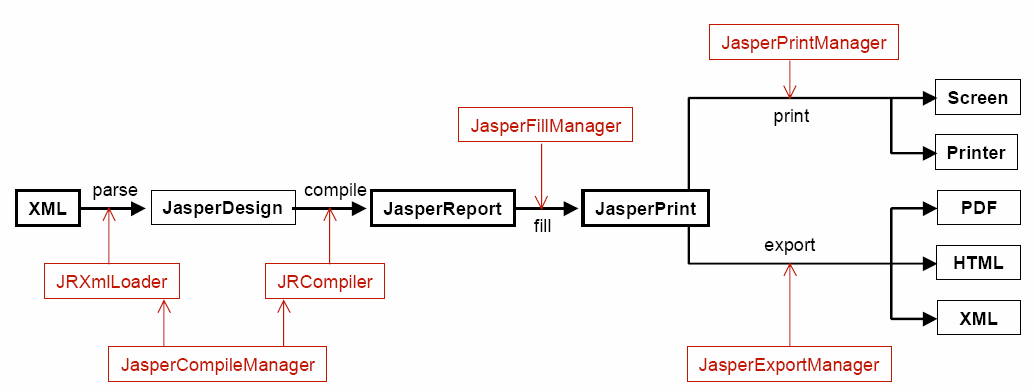 JasperPrintManager
Screen
print
JasperFillManager
Printer
parse
compile
XML
JasperDesign
JasperReport
JasperPrint
PDF
fill
export
HTML
JRXmlLoader
JRCompiler
XML
JasperCompileManager
JasperExportManager